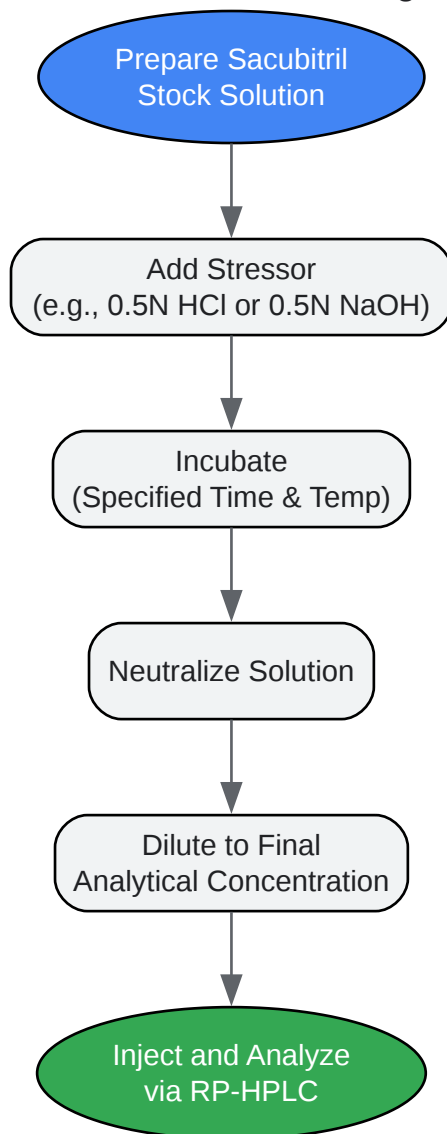 Prepare Sacubitril
Stock Solution
Add Stressor
(e.g., 0.5N HCl or 0.5N NaOH)
Incubate
(Specified Time & Temp)
Neutralize Solution
Dilute to Final
Analytical Concentration
Inject and Analyze
via RP-HPLC